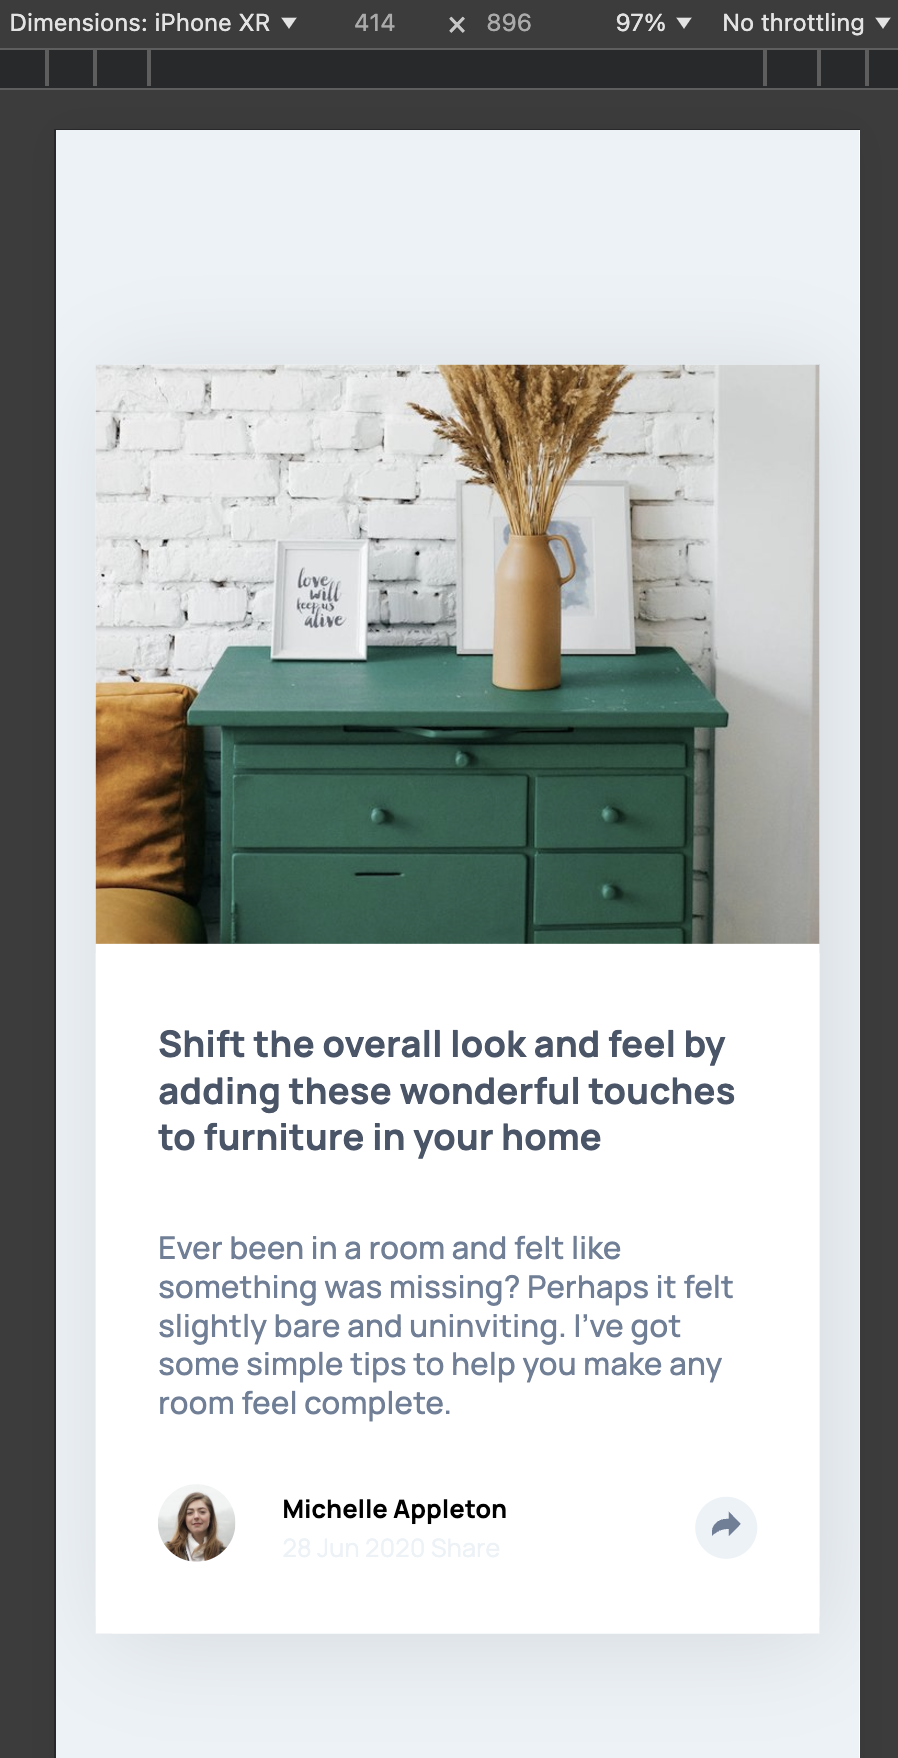 Dimensions: iPhone XR ▼ 414 × 896 97% ▼ No throttling ▼
love
will
keep us
alive
Shift the overall look and feel by
adding these wonderful touches
to furniture in your home
Ever been in a room and felt like
something was missing? Perhaps it felt
slightly bare and uninviting. I’ve got
some simple tips to help you make any
room feel complete.
Michelle Appleton
28 Jun 2020 Share